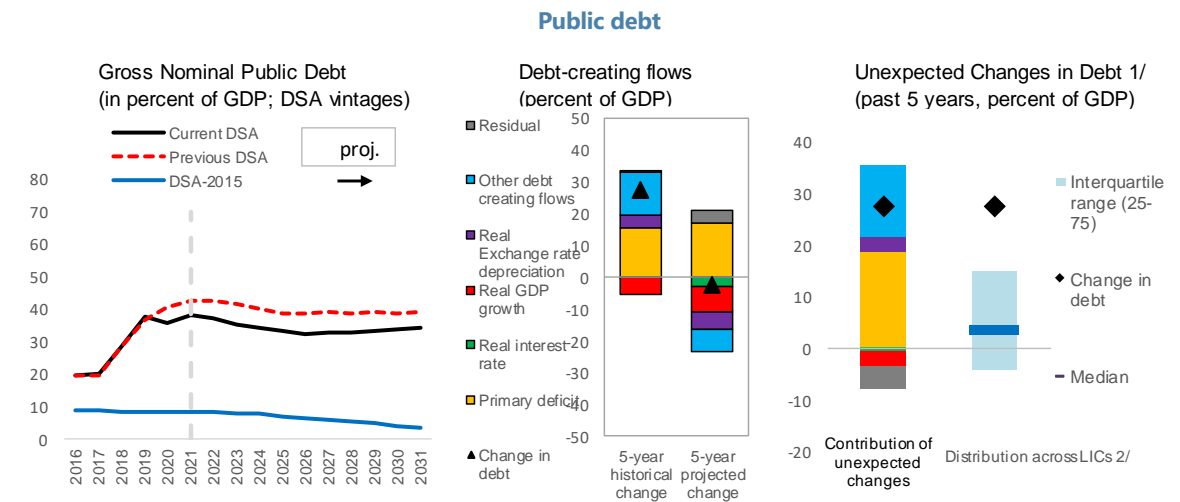 Public debt
Gross Nominal Public Debt
(in percent of GDP; DSA vintages)
Current DSA
Previous DSA
DSA-2015
proj.
80
70
60
50
40
30
20
10
0
2016
2017
2018
2019
2020
2021
2022
2023
2024
2025
2026
2027
2028
2029
2030
2031
Debt-creating flows
(percent of GDP)
Residual
Other debt
creating flows
Real
Exchange rate
depreciation
Real GDP
growth
Real interest
rate
Primary deficit
Change in
debt
50
40
30
20
10
0
-10
-20
-30
-40
-50
5-year
historical
change
5-year
projected
change
Unexpected Changes in Debt 1/
(past 5 years, percent of GDP)
40
30
20
10
0
-10
-20
Contribution of
unexpected
changes
Distribution across LICs 2/
Interquartile
range (25-
75)
Change in
debt
Median